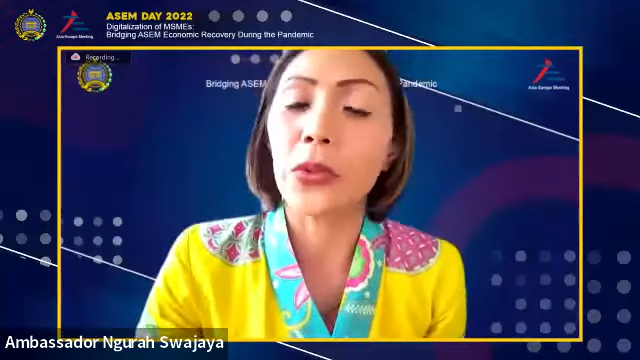 ASEM DAY 2022
Digitalization of MSMEs:
Bridging ASEM Economic Recovery During the Pandemic
Asia-Europe Meeting
Recording...
Bridging ASEM
Pandemic
Asia-Europe Meeting
Ambassador Ngurah Swajaya